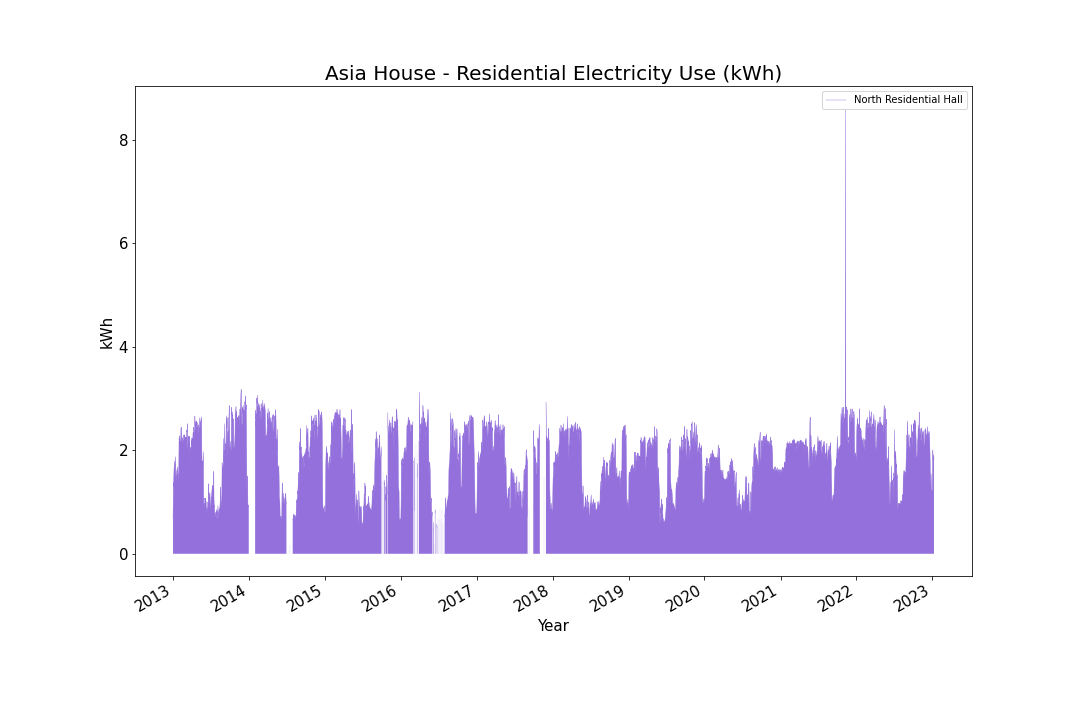 Asia House - Residential Electricity Use (kWh)
North Residential Hall
8
6
4
2
0
kWh
2013 2014 2015 2016 2017 2018 2019 2020 2021 2022 2023
Year